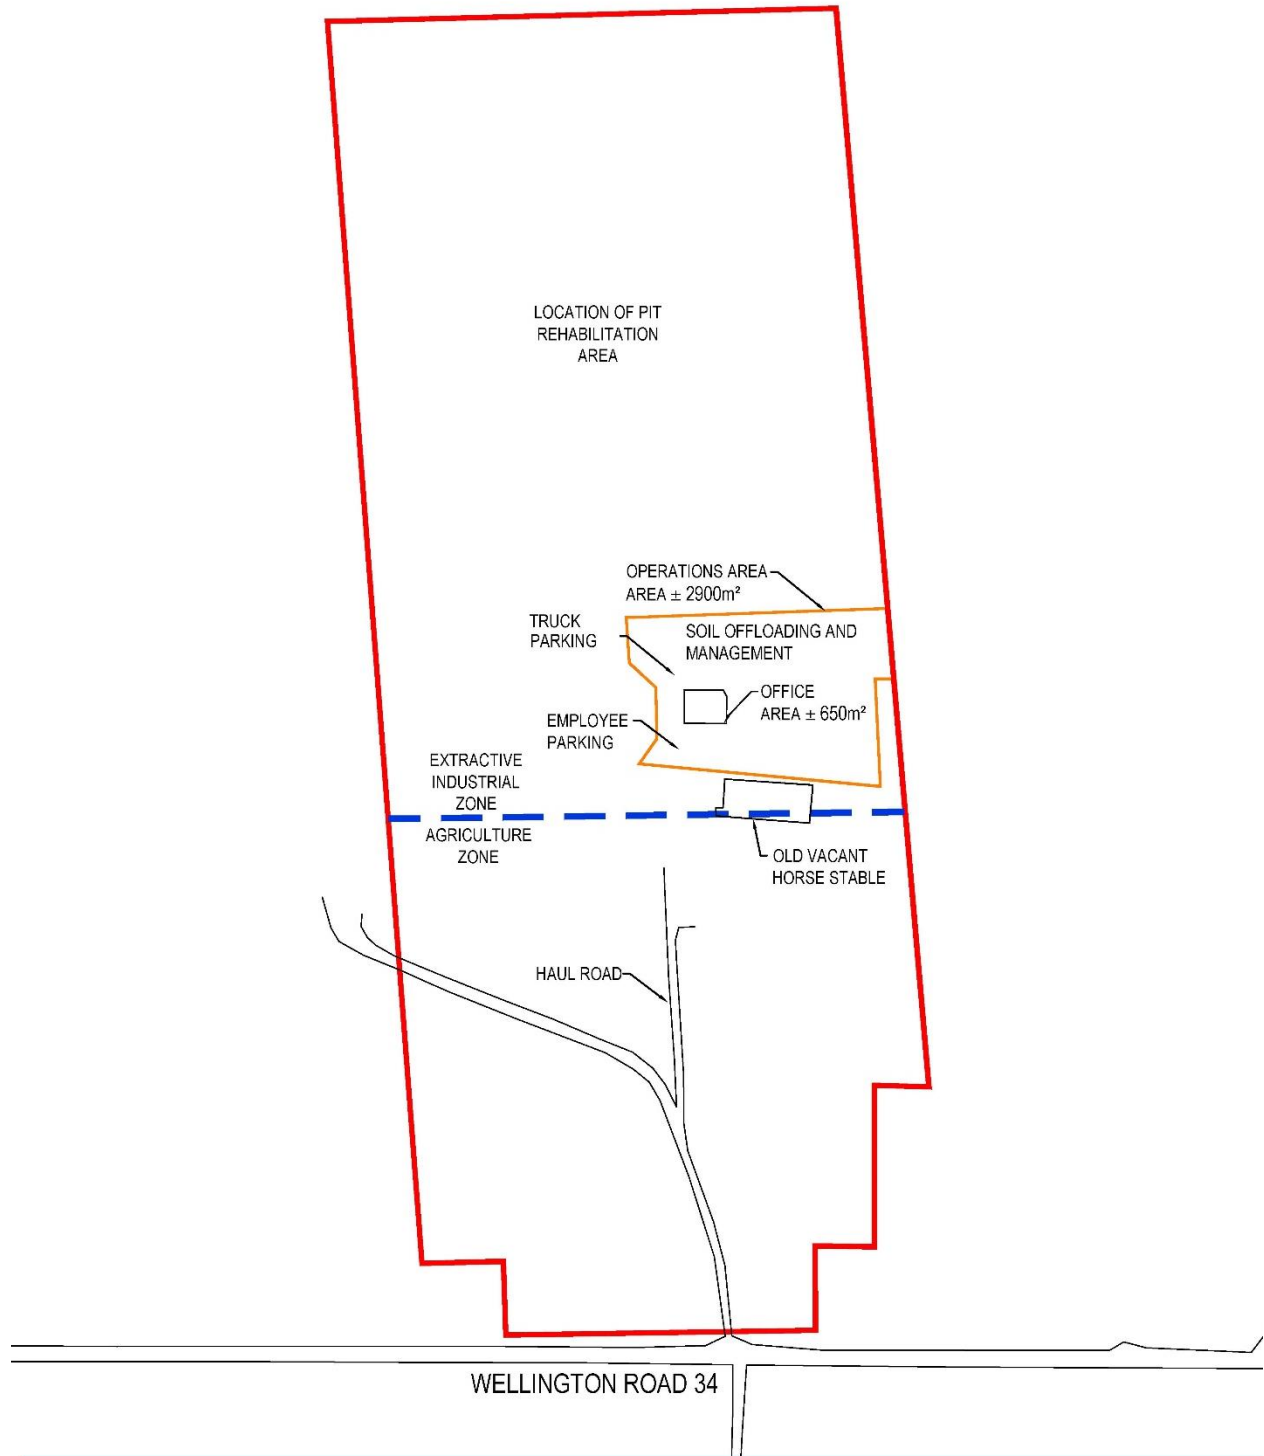 LOCATION OF PIT
REHABILITATION
AREA
OPERATIONS AREA
AREA ± 2900m²
TRUCK
PARKING
SOIL OFFLOADING AND
MANAGEMENT
OFFICE
AREA ± 650m²
EMPLOYEE
PARKING
EXTRACTIVE
INDUSTRIAL
ZONE
AGRICULTURE
ZONE
OLD VACANT
HORSE STABLE
HAUL ROAD
WELLINGTON ROAD 34